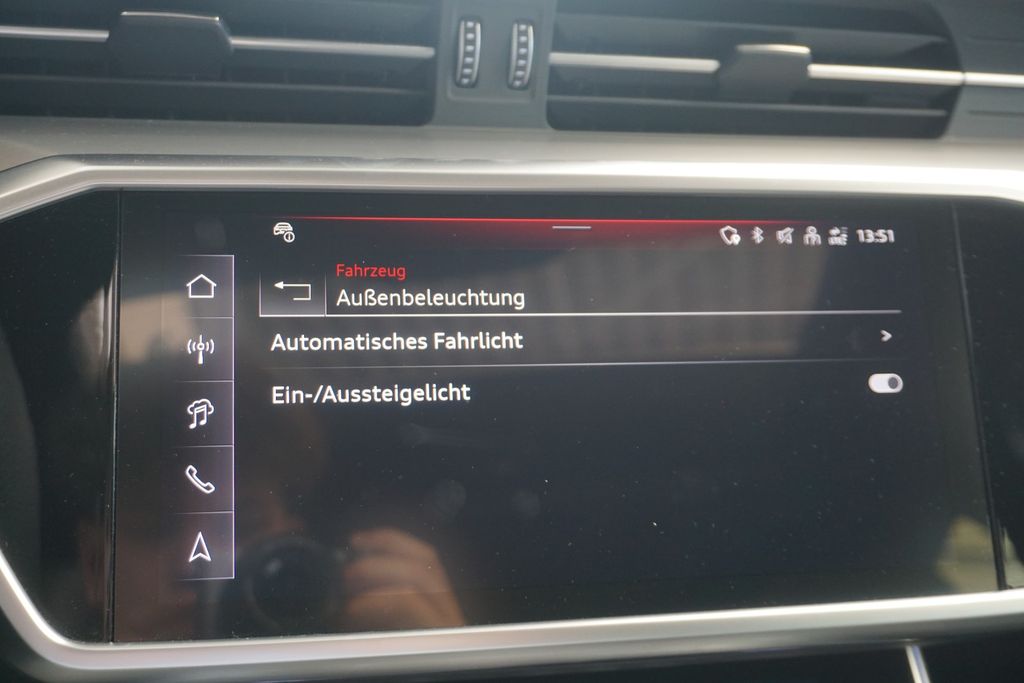 13:51
Fahrzeug
Außenbeleuchtung
Automatisches Fahrlicht
Ein-/Aussteigelicht